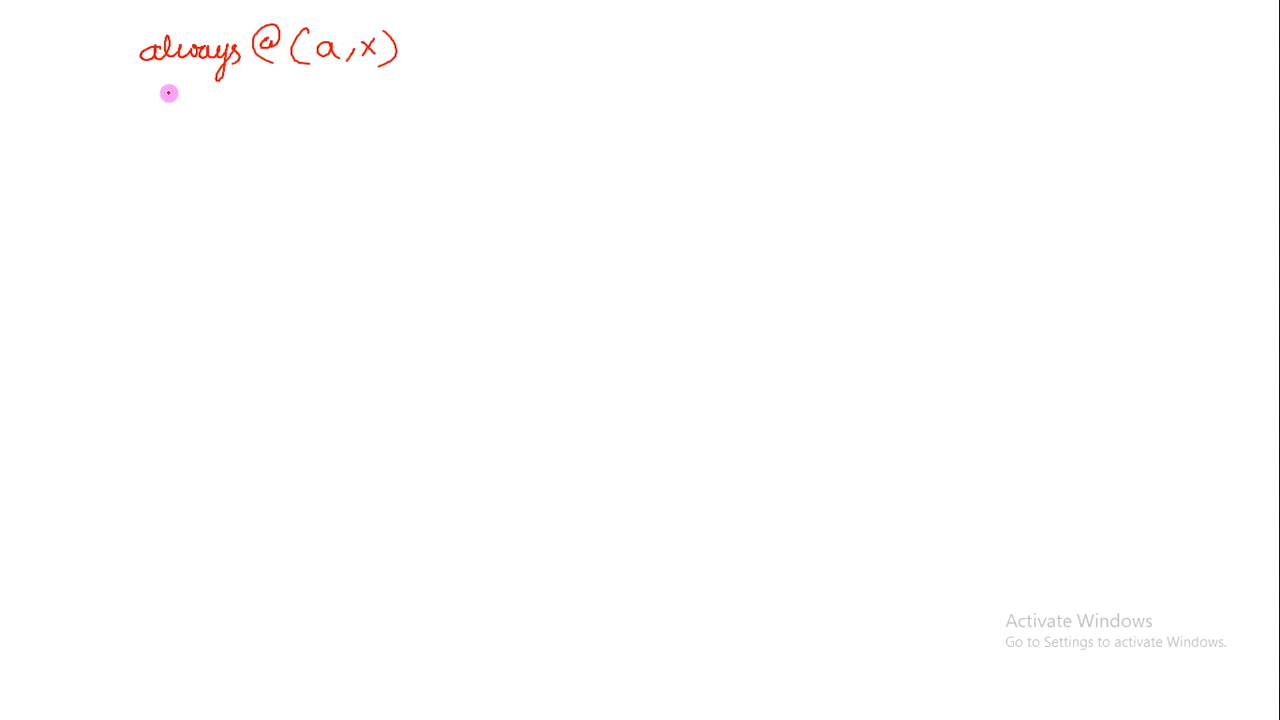 always @ (a, x)
Activate Windows
Go to Settings to activate Windows.